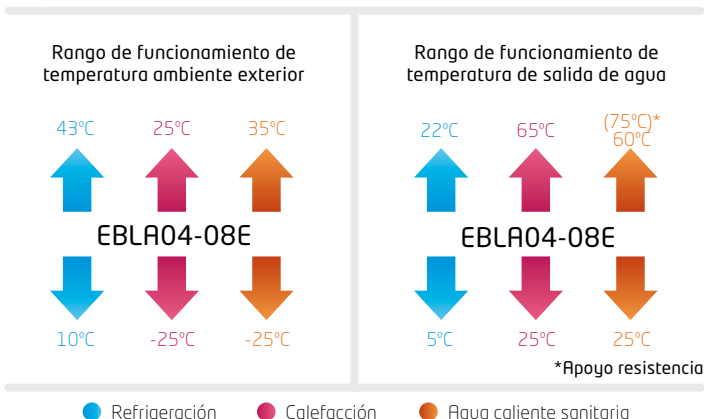 Rango de funcionamiento de
temperatura ambiente exterior
43ºC 25ºC 35ºC
EBLA04-08E
10ºC -25ºC -25ºC
Rango de funcionamiento de
temperatura de salida de agua
22ºC 65ºC (75ºC)*
60ºC
EBLA04-08E
5ºC 25ºC 25ºC
*Apoyo resistencia
Refrigeración Calefacción Agua caliente sanitaria